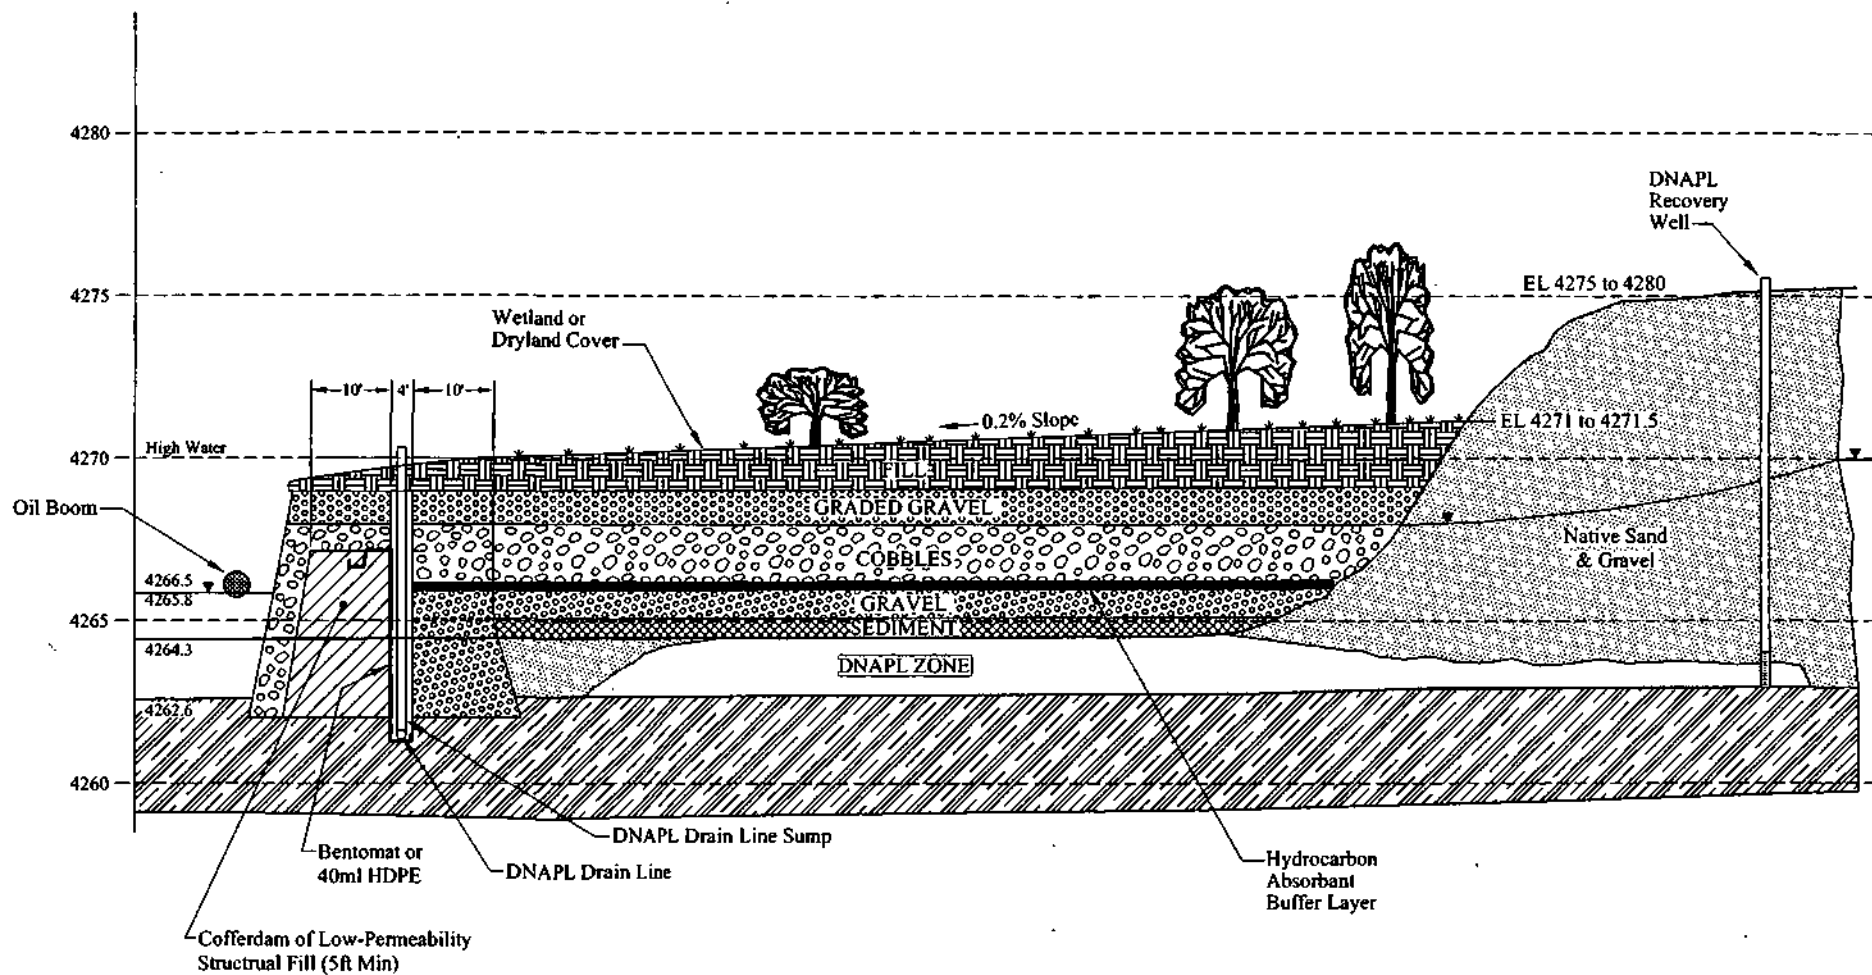 4280
DNAPL
Recovery
Well
4275
EL 4275 to 4280
Wetland or
Dryland Cover
10'
4'
10'
0.2% Slope
EL 4271 to 4271.5
High Water
4270
FILL
Oil Boom
GRADED GRAVEL
Native Sand
& Gravel
COBBLES
4266.5
4265.8
GRAVEL
4265
SEDIMENT
4264.3
DNAPL ZONE
4262.6
4260
DNAPL Drain Line Sump
Bentomat or
40ml HDPE
DNAPL Drain Line
Hydrocarbon
Absorbant
Buffer Layer
Cofferdam of Low-Permeability
Structrual Fill (5ft Min)